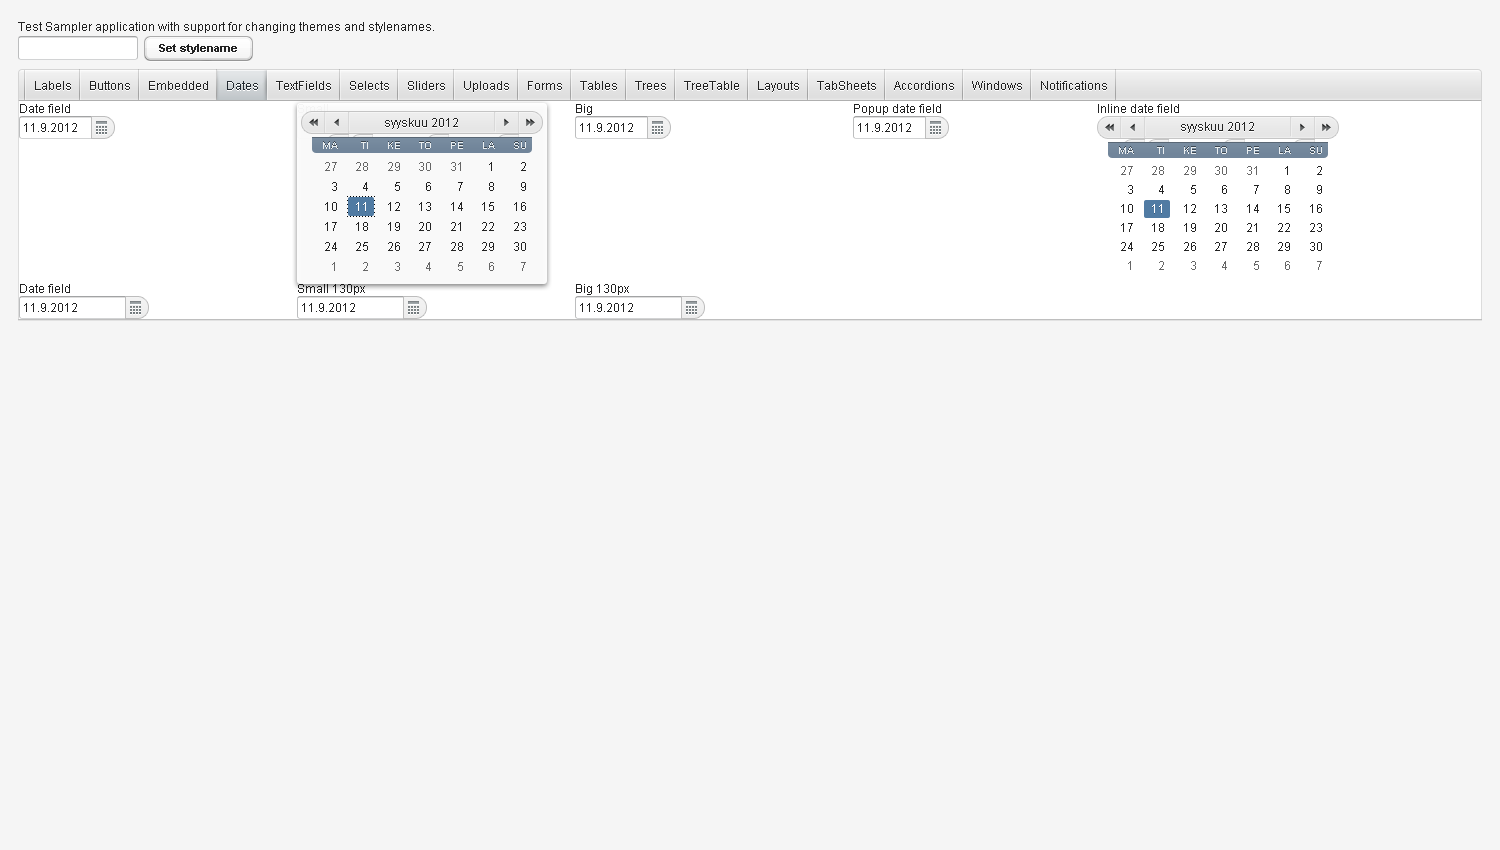 Test Sampler application with support for changing themes and stylenames.
Set stylename
Labels Buttons Embedded Dates TextFields Selects Sliders Uploads Forms Tables Trees TreeTable Layouts TabSheets Accordions Windows Notifications
Date field
11.9.2012
syyskuu 2012
MA TI KE TO PE LA SU
27 28 29 30 31 1 2
3 4 5 6 7 8 9
10 11 12 13 14 15 16
17 18 19 20 21 22 23
24 25 26 27 28 29 30
1 2 3 4 5 6 7
Big
11.9.2012
Popup date field
11.9.2012
Inline date field
syyskuu 2012
MA TI KE TO PE LA SU
27 28 29 30 31 1 2
3 4 5 6 7 8 9
10 11 12 13 14 15 16
17 18 19 20 21 22 23
24 25 26 27 28 29 30
1 2 3 4 5 6 7
Date field
11.9.2012
Small 130px
11.9.2012
Big 130px
11.9.2012